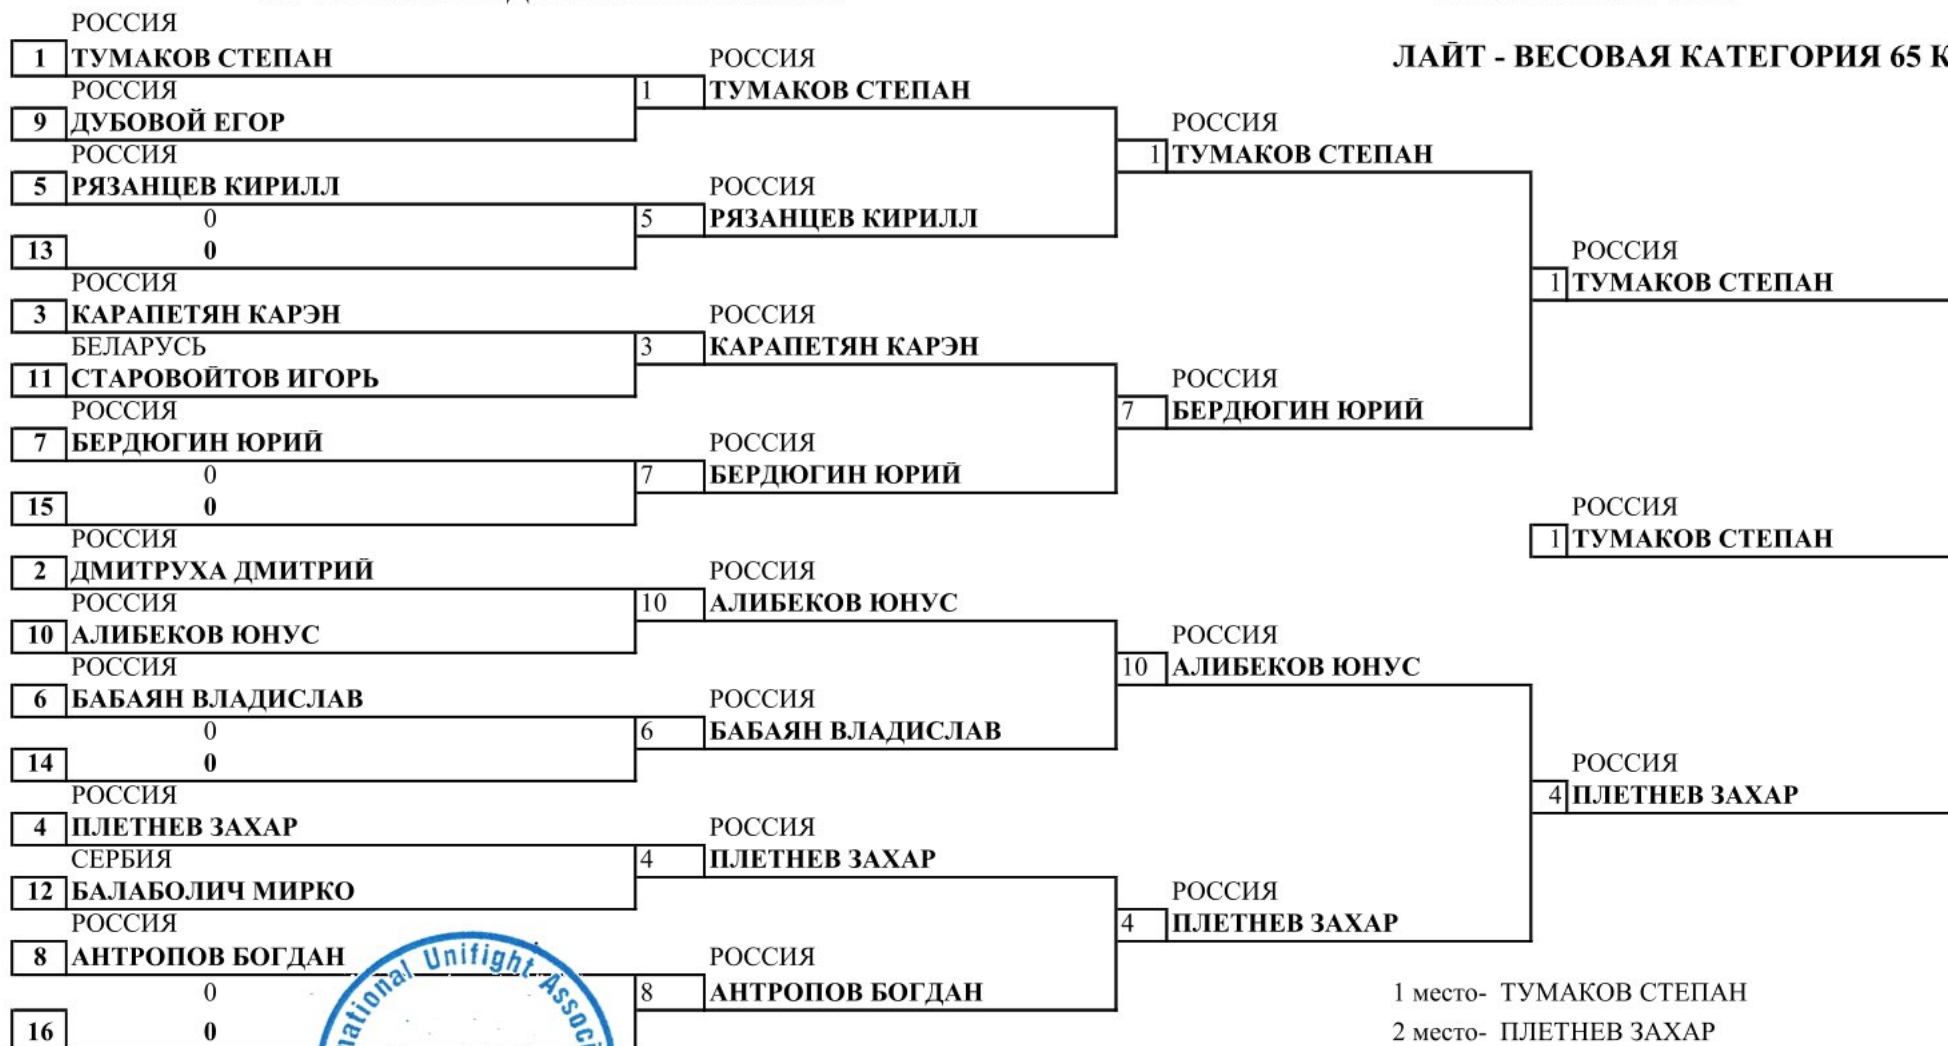 РОССИЯ
1 ТУМАКОВ СТЕПАН
РОССИЯ
9 ДУБОВОЙ ЕГОР
РОССИЯ
5 РЯЗАНЦЕВ КИРИЛЛ
0
13 0
РОССИЯ
3 КАРАПЕТЯН КАРЭН
БЕЛАРУСЬ
11 СТАРОВОЙТОВ ИГОРЬ
РОССИЯ
7 БЕРДЮГИН ЮРИЙ
0
15 0
РОССИЯ
2 ДМИТРУХА ДМИТРИЙ
РОССИЯ
10 АЛИБЕКОВ ЮНУС
РОССИЯ
6 БАБАЯН ВЛАДИСЛАВ
0
14 0
РОССИЯ
4 ПЛЕТНЕВ ЗАХАР
СЕРБИЯ
12 БАЛАБОЛИЧ МИРКО
РОССИЯ
8 АНТРОПОВ БОГДАН
0
16 0
РОССИЯ
1 ТУМАКОВ СТЕПАН
РОССИЯ
5 РЯЗАНЦЕВ КИРИЛЛ
РОССИЯ
3 КАРАПЕТЯН КАРЭН
РОССИЯ
7 БЕРДЮГИН ЮРИЙ
РОССИЯ
10 АЛИБЕКОВ ЮНУС
РОССИЯ
6 БАБАЯН ВЛАДИСЛАВ
РОССИЯ
4 ПЛЕТНЕВ ЗАХАР
РОССИЯ
8 АНТРОПОВ БОГДАН
ЛАЙТ - ВЕСОВАЯ КАТЕГОРИЯ 65 К
РОССИЯ
1 ТУМАКОВ СТЕПАН
РОССИЯ
7 БЕРДЮГИН ЮРИЙ
РОССИЯ
10 АЛИБЕКОВ ЮНУС
РОССИЯ
4 ПЛЕТНЕВ ЗАХАР
РОССИЯ
1 ТУМАКОВ СТЕПАН
РОССИЯ
1 ТУМАКОВ СТЕПАН
РОССИЯ
4 ПЛЕТНЕВ ЗАХАР
1 место- ТУМАКОВ СТЕПАН
2 место- ПЛЕТНЕВ ЗАХАР
national Unifight Associ